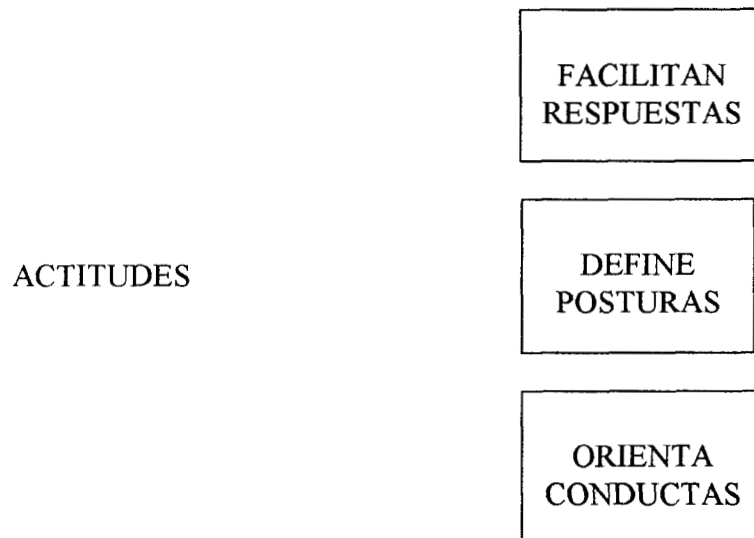 FACILITAN
RESPUESTAS
ACTITUDES
DEFINE
POSTURAS
ORIENTA
CONDUCTAS